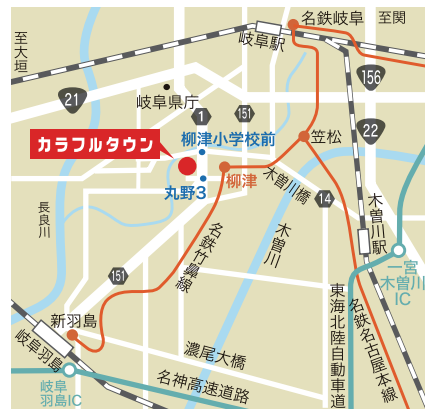 名鉄岐阜
至関
至大垣
岐阜駅
156
21
岐阜県庁
1
151
22
柳津小学校前
笠松
カラフルタウン
柳津
丸野3
木曽川橋
14
長良川
木曽川
木曽川駅
名鉄竹鼻線
151
一宮
木曽川
IC
新羽島
岐阜羽島
濃尾大橋
東海北陸自動車道
名鉄名古屋本線
岐阜
羽島IC
名神高速道路